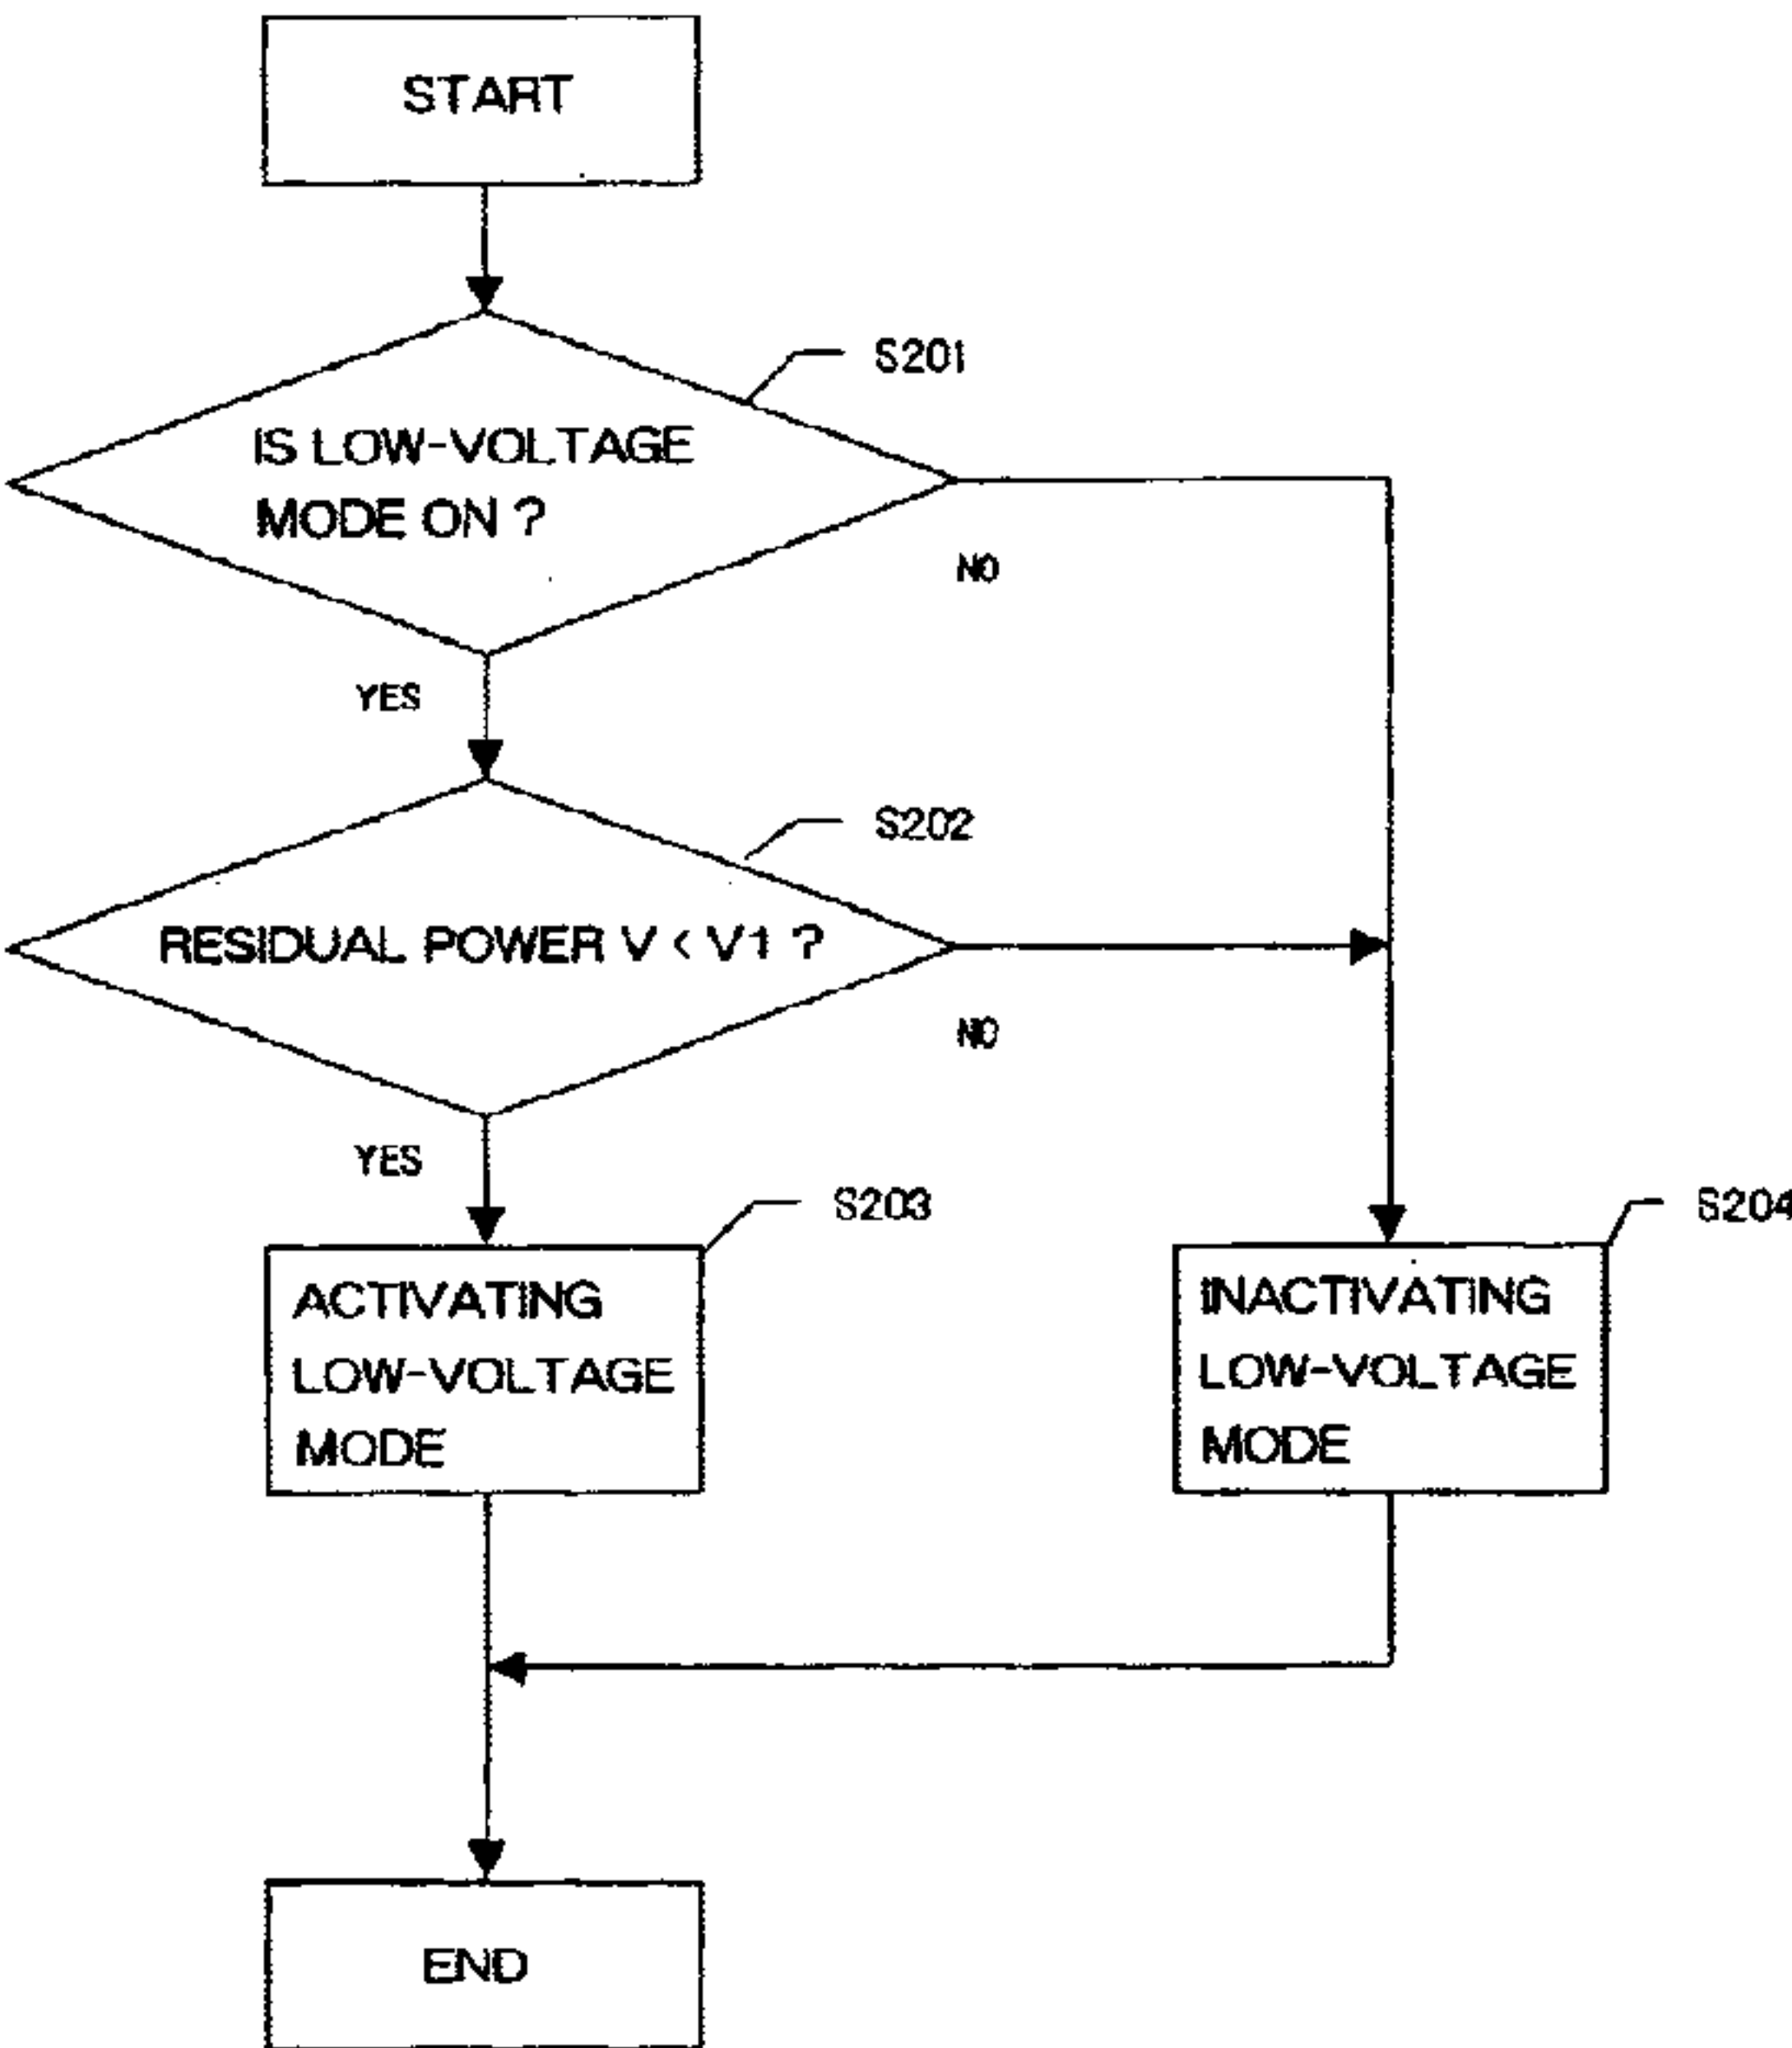 START
S201
IS LOW-VOLTAGE
MODE ON ?
NO
YES
S202
RESIDUAL POWER V < V1 ?
NO
YES
S203
S204
ACTIVATING
LOW-VOLTAGE
MODE
INACTIVATING
LOW-VOLTAGE
MODE
END